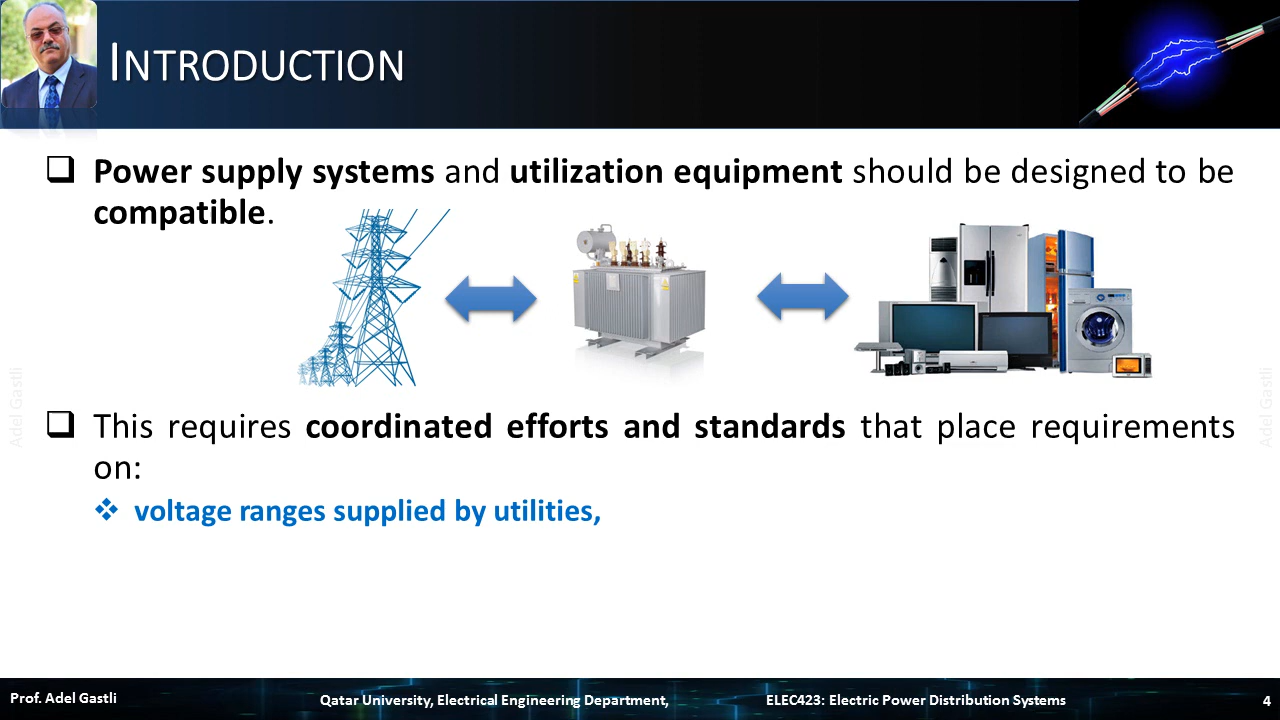 INTRODUCTION
Power supply systems and utilization equipment should be designed to be
compatible.
This requires coordinated efforts and standards that place requirements
on:
voltage ranges supplied by utilities,
Adel Gastli
Adel Gastli
Prof. Adel Gastli
Qatar University, Electrical Engineering Department,
ELEC423: Electric Power Distribution Systems
4